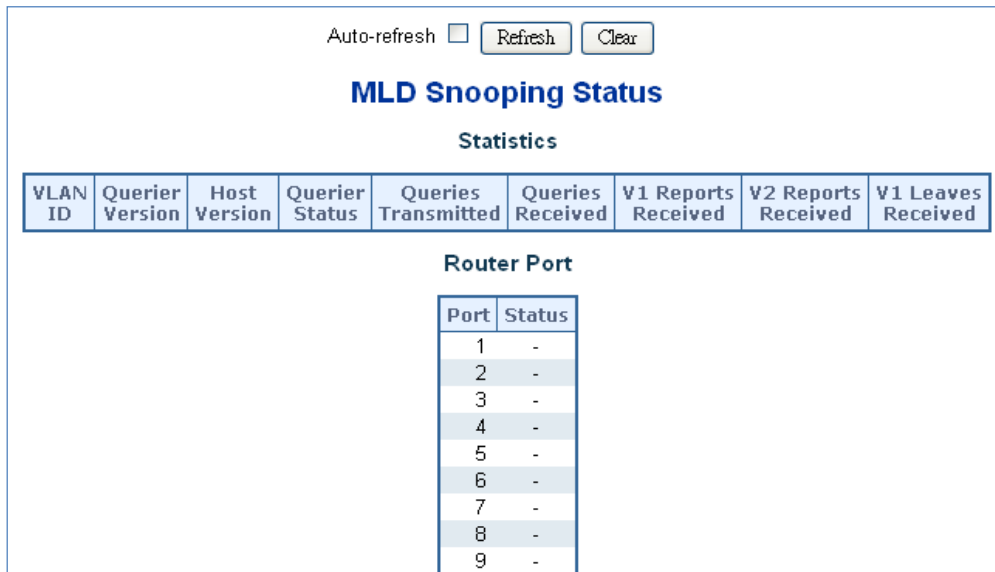 Auto-refresh Refresh Clear
MLD Snooping Status
Statistics
VLAN ID Querier Version Host Version Querier Status Queries Transmitted Queries Received V1 Reports Received V2 Reports Received V1 Leaves Received
Router Port
Port Status
1 -
2 -
3 -
4 -
5 -
6 -
7 -
8 -
9 -